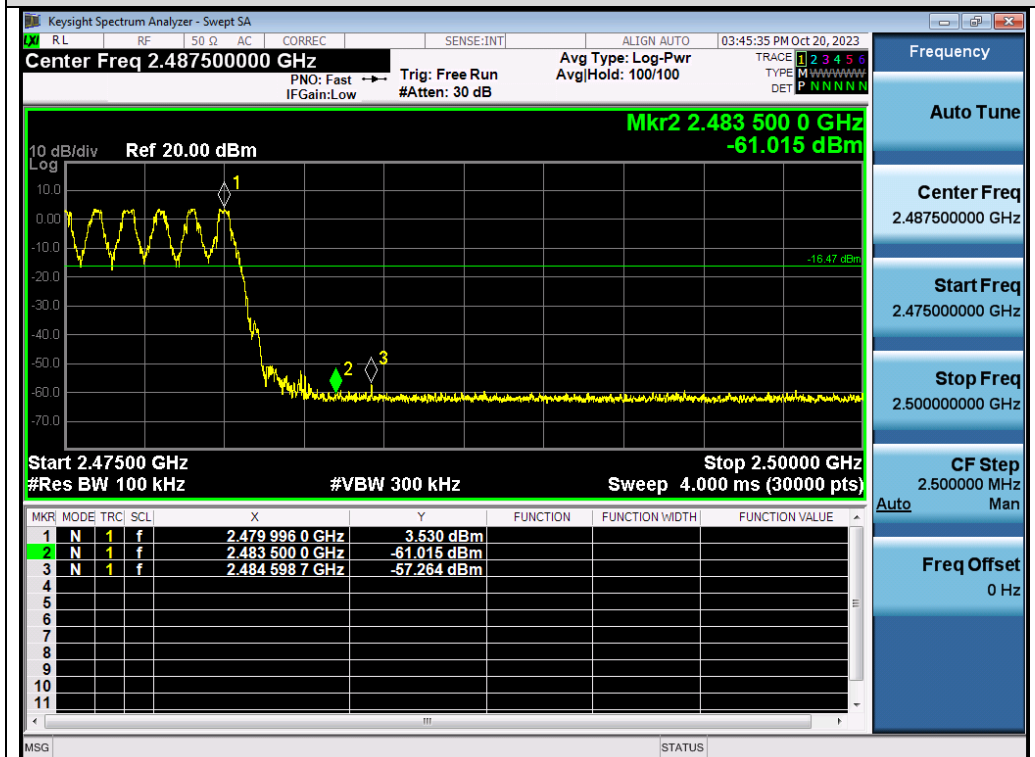 Keysight Spectrum Analyzer - Swept SA
LXI RL RF 50 Ω AC CORREC SENSE:INT ALIGN AUTO 03:45:35 PM Oct 20, 2023
Center Freq 2.487500000 GHz
PNO: Fast
IFGain:Low
Trig: Free Run
#Atten: 30 dB
Avg Type: Log-Pwr
Avg|Hold: 100/100
TRACE 1 2 3 4 5 6
TYPE M W W W W W
DET P N N N N N
Mkr2 2.483 500 0 GHz
-61.015 dBm
10 dB/div Ref 20.00 dBm
Log
10.0
0.00
-10.0
-20.0
-30.0
-40.0
-50.0
-60.0
-70.0
1
2
3
-16.47 dBm
Start 2.47500 GHz Stop 2.50000 GHz
#Res BW 100 kHz #VBW 300 kHz Sweep 4.000 ms (30000 pts)
MKR MODE TRC SCL X Y FUNCTION FUNCTION WIDTH FUNCTION VALUE
1 N 1 f 2.479 996 0 GHz 3.530 dBm
2 N 1 f 2.483 500 0 GHz -61.015 dBm
3 N 1 f 2.484 598 7 GHz -57.264 dBm
4
5
6
7
8
9
10
11
MSG STATUS
Frequency
Auto Tune
Center Freq
2.487500000 GHz
Start Freq
2.475000000 GHz
Stop Freq
2.500000000 GHz
CF Step
2.500000 MHz
Auto Man
Freq Offset
0 Hz